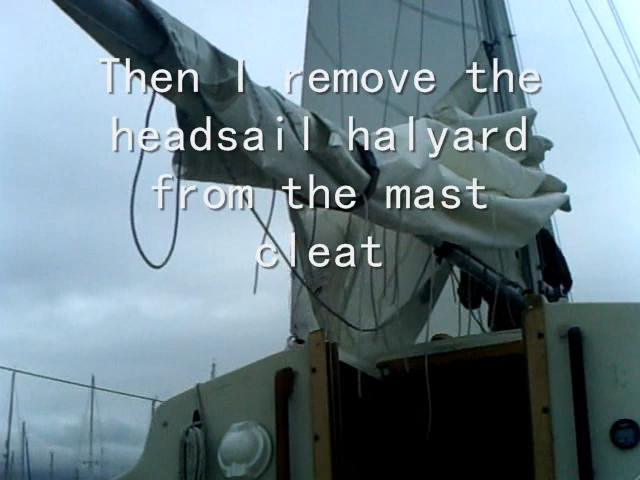 Then I remove the
headsail halyard
from the mast
cleat